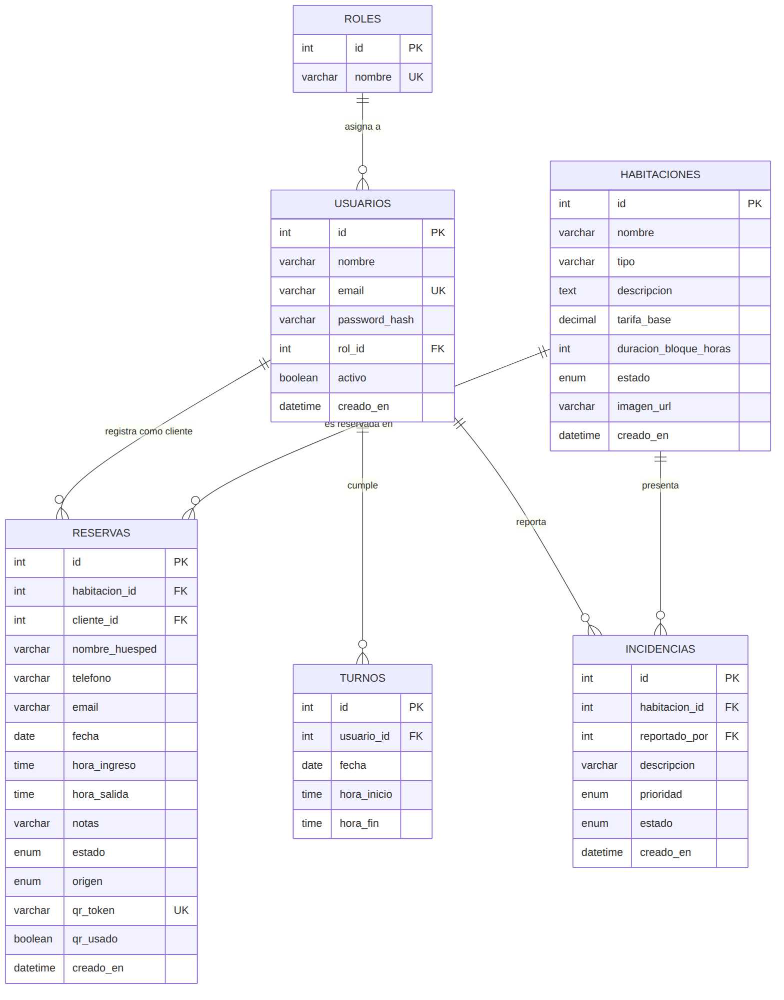 ROLES
int id PK
varchar nombre UK
asigna a
USUARIOS
int id PK
varchar nombre
varchar email UK
varchar password_hash
int rol_id FK
boolean activo
datetime creado_en
HABITACIONES
int id PK
varchar nombre
varchar tipo
text descripcion
decimal tarifa_base
int duracion_bloque_horas
enum estado
varchar imagen_url
datetime creado_en
registra como cliente
es reservada en
cumple
presenta
reporta
RESERVAS
int id PK
int habitacion_id FK
int cliente_id FK
varchar nombre_huesped
varchar telefono
varchar email
date fecha
time hora_ingreso
time hora_salida
varchar notas
enum estado
enum origen
varchar qr_token UK
boolean qr_usado
datetime creado_en
TURNOS
int id PK
int usuario_id FK
date fecha
time hora_inicio
time hora_fin
INCIDENCIAS
int id PK
int habitacion_id FK
int reportado_por FK
varchar descripcion
enum prioridad
enum estado
datetime creado_en